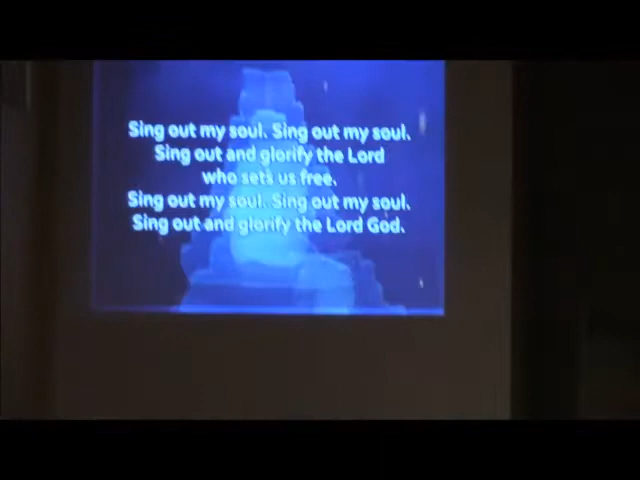 Sing out my soul. Sing out my soul.
Sing out and glorify the Lord
who sets us free.
Sing out my soul. Sing out my soul.
Sing out and glorify the Lord God.